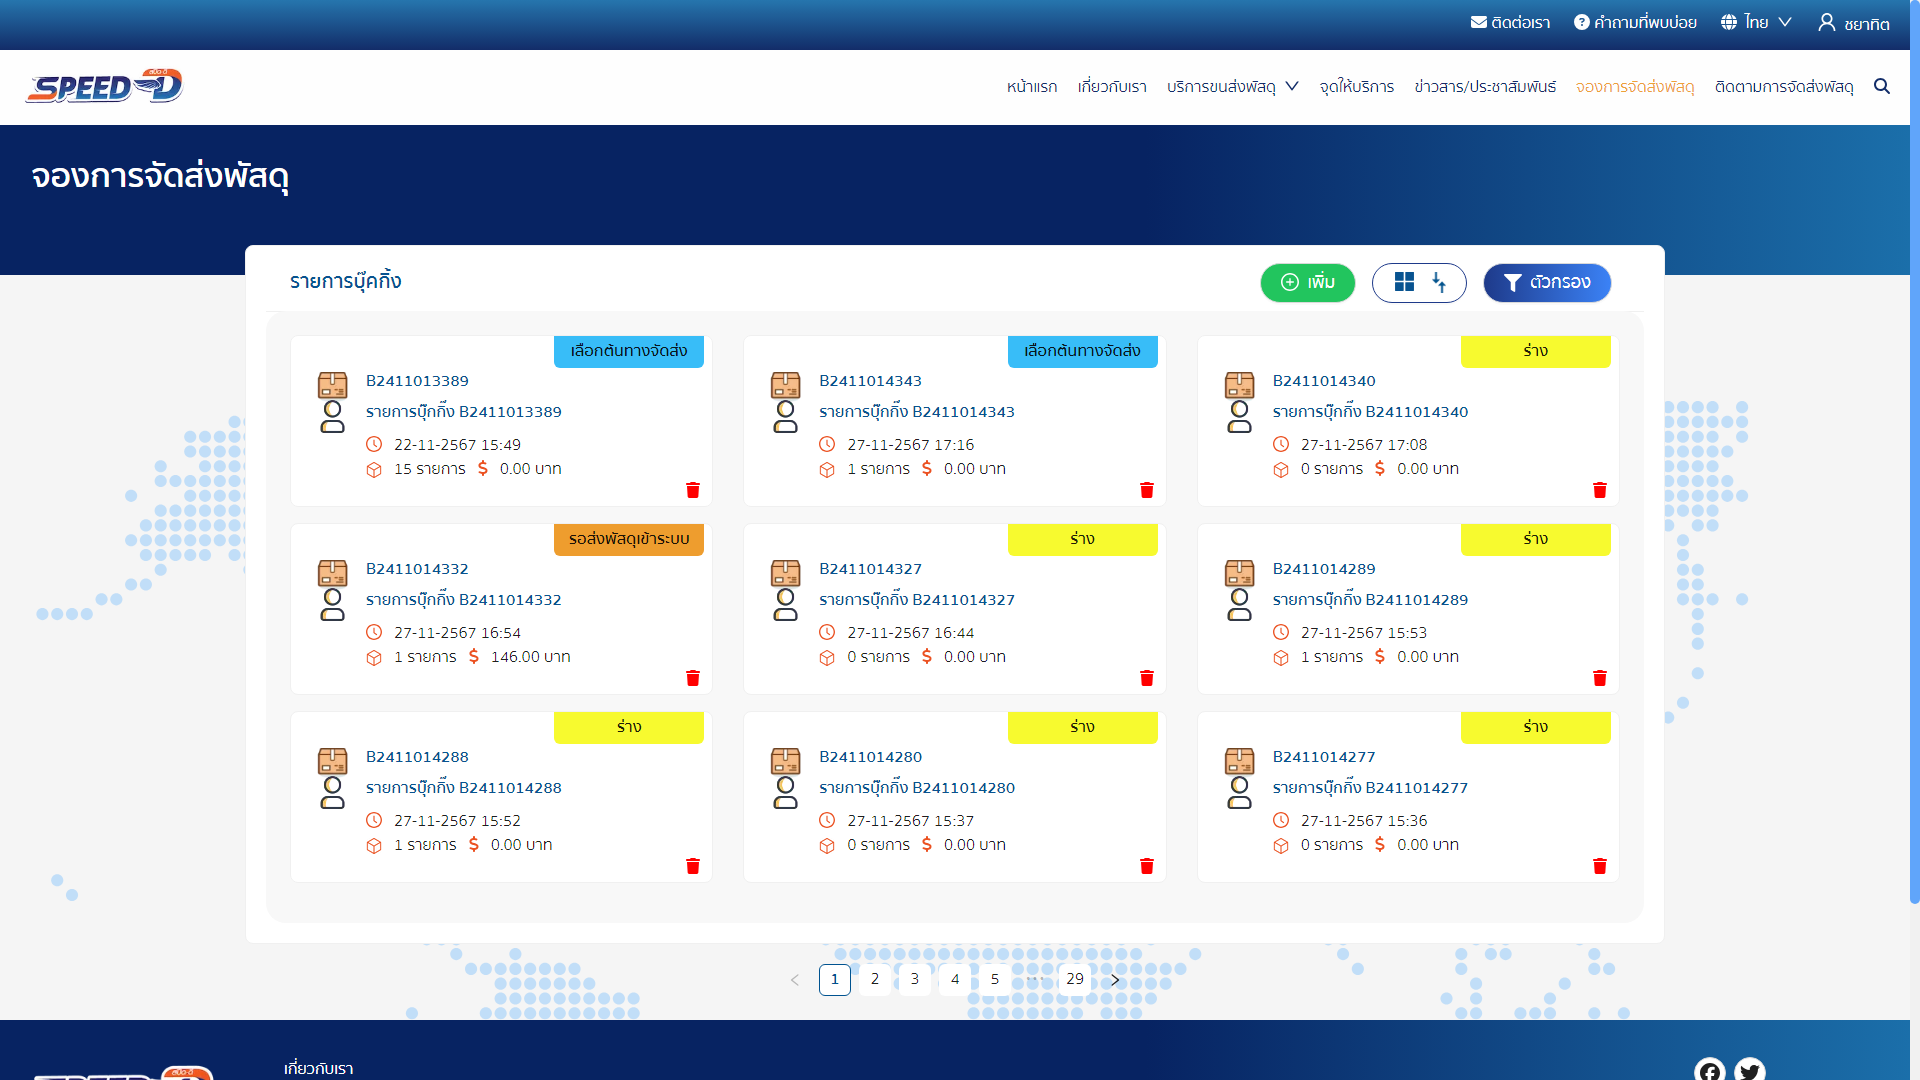 ติดต่อเรา คำถามที่พบบ่อย ไทย ชยาทิต
SPEED-D สปีด-ดี
หน้าแรก เกี่ยวกับเรา บริการขนส่งพัสดุ จุดให้บริการ ข่าวสาร/ประชาสัมพันธ์ จองการจัดส่งพัสดุ ติดตามการจัดส่งพัสดุ
จองการจัดส่งพัสดุ
รายการบุ๊คกิ้ง เพิ่ม ตัวกรอง
เลือกต้นทางจัดส่ง
B2411013389
รายการบุ๊กกิ๊ง B2411013389
22-11-2567 15:49
15 รายการ $ 0.00 บาท
เลือกต้นทางจัดส่ง
B2411014343
รายการบุ๊กกิ๊ง B2411014343
27-11-2567 17:16
1 รายการ $ 0.00 บาท
ร่าง
B2411014340
รายการบุ๊กกิ๊ง B2411014340
27-11-2567 17:08
0 รายการ $ 0.00 บาท
รอส่งพัสดุเข้าระบบ
B2411014332
รายการบุ๊กกิ๊ง B2411014332
27-11-2567 16:54
1 รายการ $ 146.00 บาท
ร่าง
B2411014327
รายการบุ๊กกิ๊ง B2411014327
27-11-2567 16:44
0 รายการ $ 0.00 บาท
ร่าง
B2411014289
รายการบุ๊กกิ๊ง B2411014289
27-11-2567 15:53
1 รายการ $ 0.00 บาท
ร่าง
B2411014288
รายการบุ๊กกิ๊ง B2411014288
27-11-2567 15:52
1 รายการ $ 0.00 บาท
ร่าง
B2411014280
รายการบุ๊กกิ๊ง B2411014280
27-11-2567 15:37
0 รายการ $ 0.00 บาท
ร่าง
B2411014277
รายการบุ๊กกิ๊ง B2411014277
27-11-2567 15:36
0 รายการ $ 0.00 บาท
1 2 3 4 5 ••• 29
เกี่ยวกับเรา